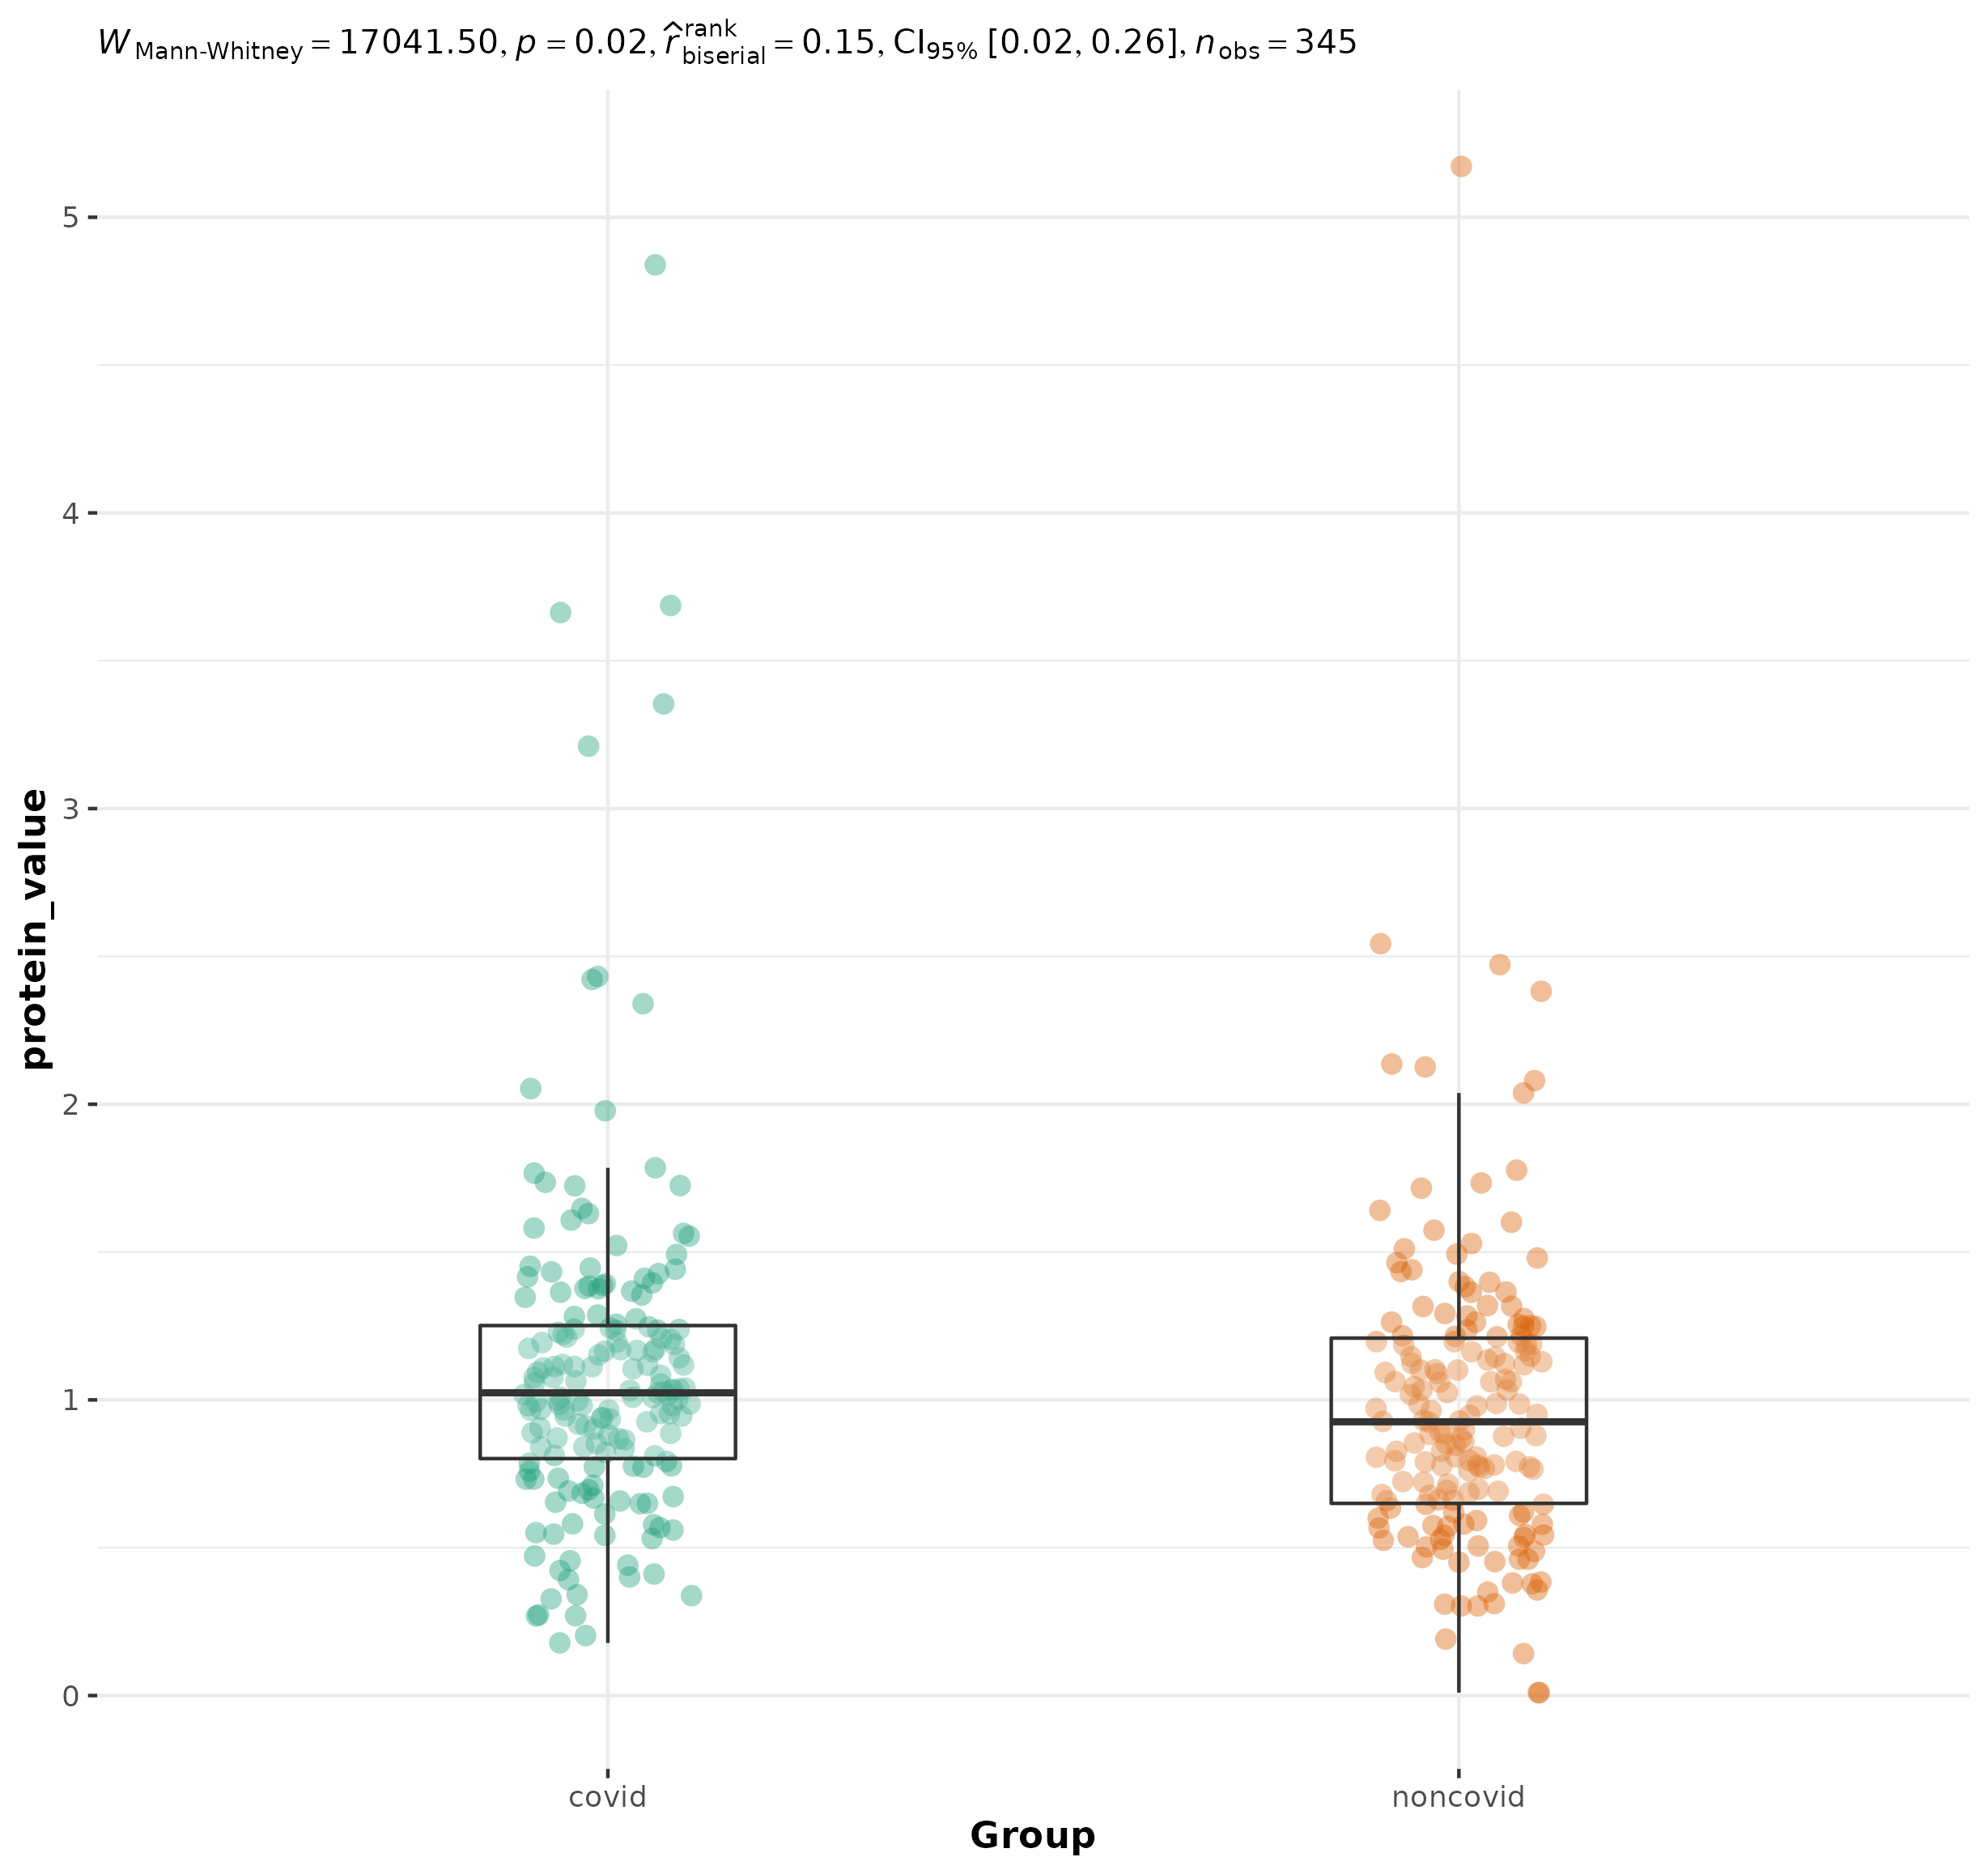 W Mann-Whitney = 17041.50, p = 0.02, r̂ rank biserial = 0.15, CI95% [0.02, 0.26], n obs = 345
5
4
3
2
1
0
protein_value
covid noncovid
Group